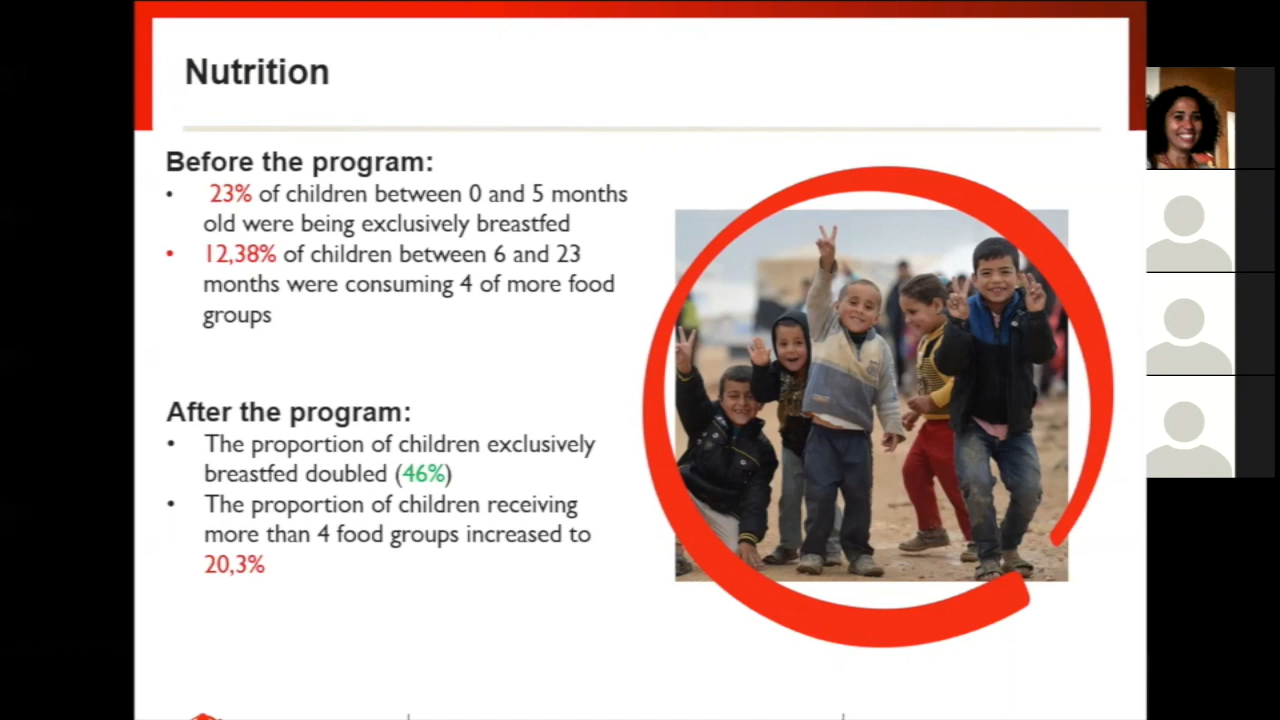 Nutrition
Before the program:
• 23% of children between 0 and 5 months
old were being exclusively breastfed
• 12,38% of children between 6 and 23
months were consuming 4 of more food
groups
After the program:
• The proportion of children exclusively
breastfed doubled (46%)
• The proportion of children receiving
more than 4 food groups increased to
20,3%